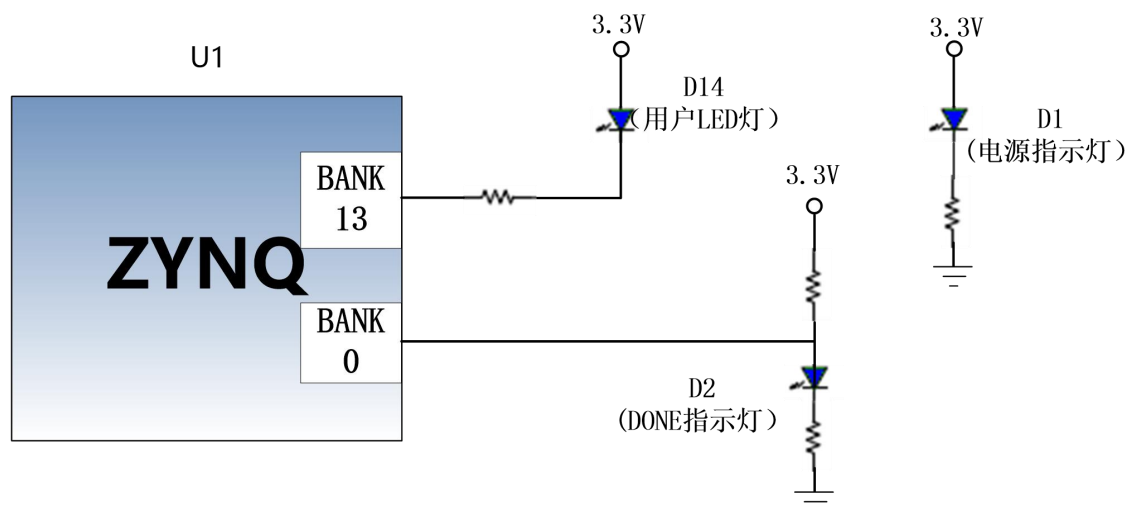 U1
3.3V
3.3V
D14
（用户LED灯）
D1
(电源指示灯）
BANK
13
3.3V
ZYNQ
BANK
0
D2
(DONE指示灯）